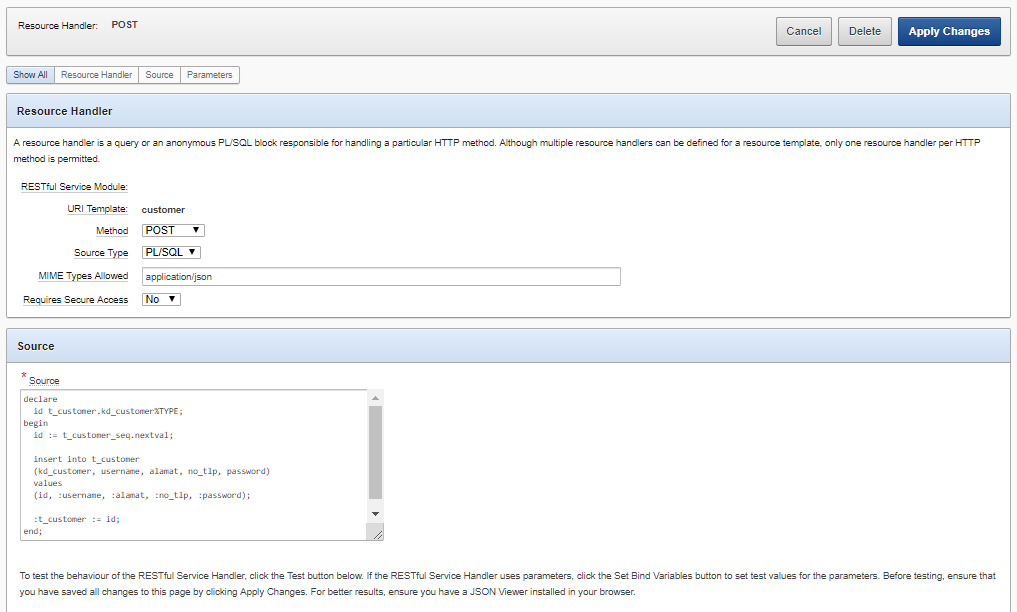 Resource Handler: POST
Cancel
Delete
Apply Changes
Show All
Resource Handler
Source
Parameters
Resource Handler
A resource handler is a query or an anonymous PL/SQL block responsible for handling a particular HTTP method. Although multiple resource handlers can be defined for a resource template, only one resource handler per HTTP
method is permitted.
RESTful Service Module:
URI Template: customer
Method POST
Source Type PL/SQL
MIME Types Allowed application/json
Requires Secure Access No
Source
* Source
declare
id t_customer.kd_customer%TYPE;
begin
id := t_customer_seq.nextval;
insert into t_customer
(kd_customer, username, alamat, no_tlp, password)
values
(id, :username, :alamat, :no_tlp, :password);
:t_customer := id;
end;
To test the behaviour of the RESTful Service Handler, click the Test button below. If the RESTful Service Handler uses parameters, click the Set Bind Variables button to set test values for the parameters. Before testing, ensure that
you have saved all changes to this page by clicking Apply Changes. For better results, ensure you have a JSON Viewer installed in your browser.